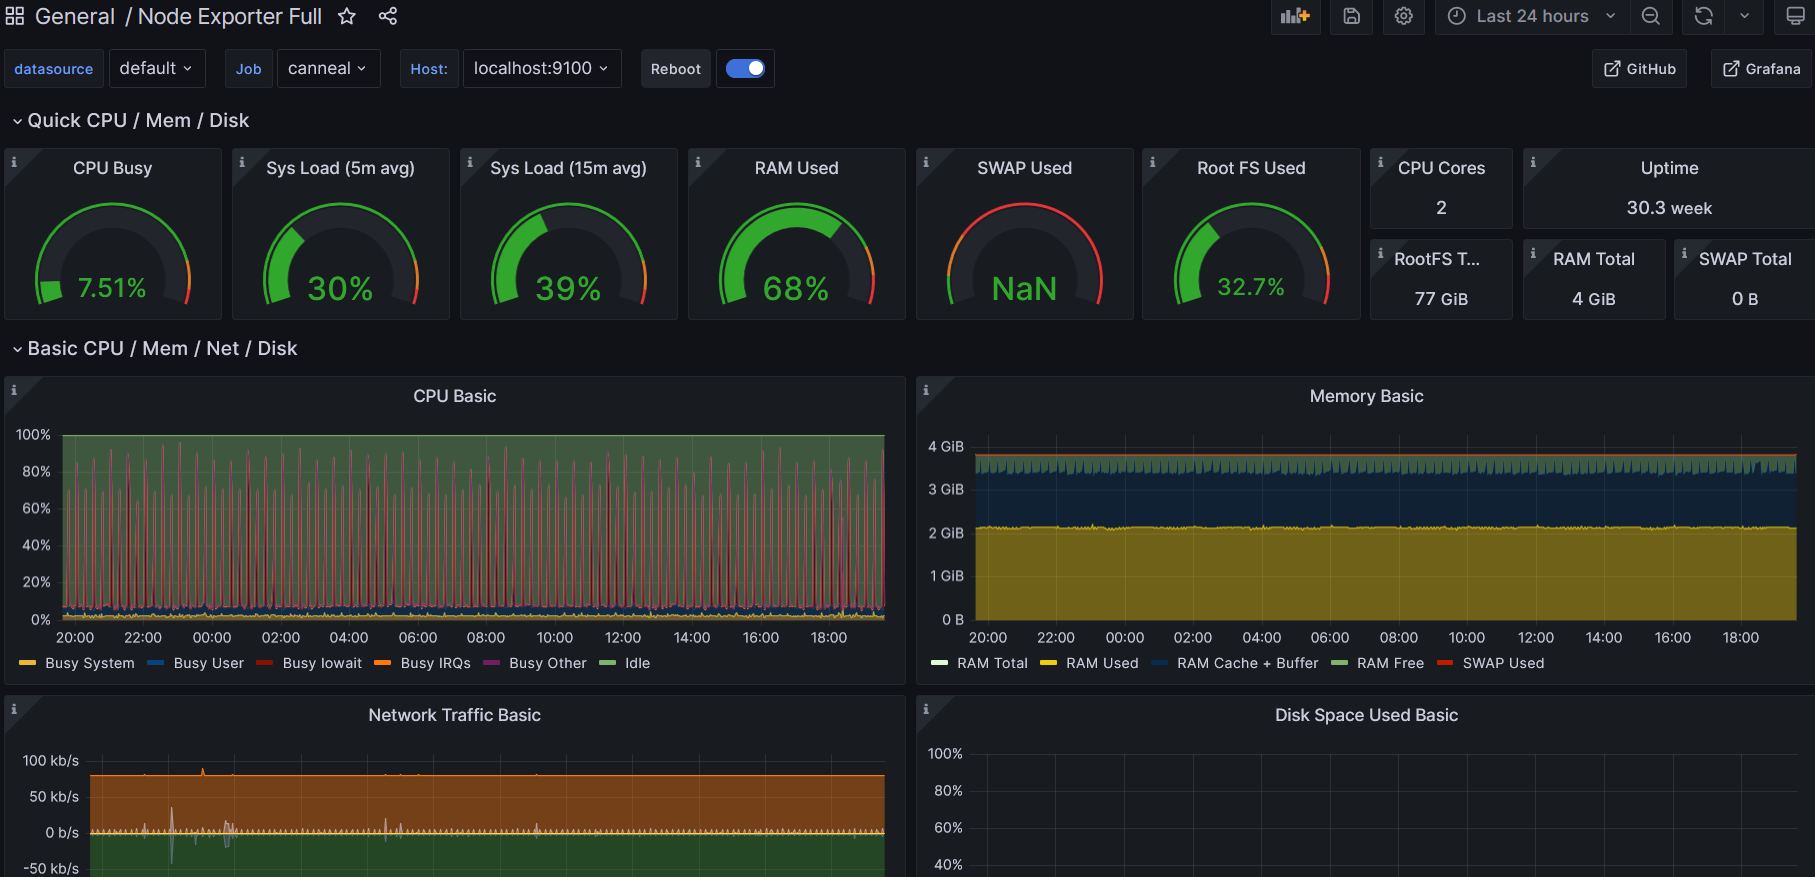 General / Node Exporter Full
Last 24 hours
datasource default Job canneal Host: localhost:9100 Reboot GitHub Grafana
Quick CPU / Mem / Disk
CPU Busy
7.51%
Sys Load (5m avg)
30%
Sys Load (15m avg)
39%
RAM Used
68%
SWAP Used
NaN
Root FS Used
32.7%
CPU Cores
2
Uptime
30.3 week
RootFS T...
77 GiB
RAM Total
4 GiB
SWAP Total
0 B
Basic CPU / Mem / Net / Disk
CPU Basic
100%
80%
60%
40%
20%
0%
20:00 22:00 00:00 02:00 04:00 06:00 08:00 10:00 12:00 14:00 16:00 18:00
Busy System Busy User Busy Iowait Busy IRQs Busy Other Idle
Memory Basic
4 GiB
3 GiB
2 GiB
1 GiB
0 B
20:00 22:00 00:00 02:00 04:00 06:00 08:00 10:00 12:00 14:00 16:00 18:00
RAM Total RAM Used RAM Cache + Buffer RAM Free SWAP Used
Network Traffic Basic
100 kb/s
50 kb/s
0 b/s
-50 kb/s
Disk Space Used Basic
100%
80%
60%
40%